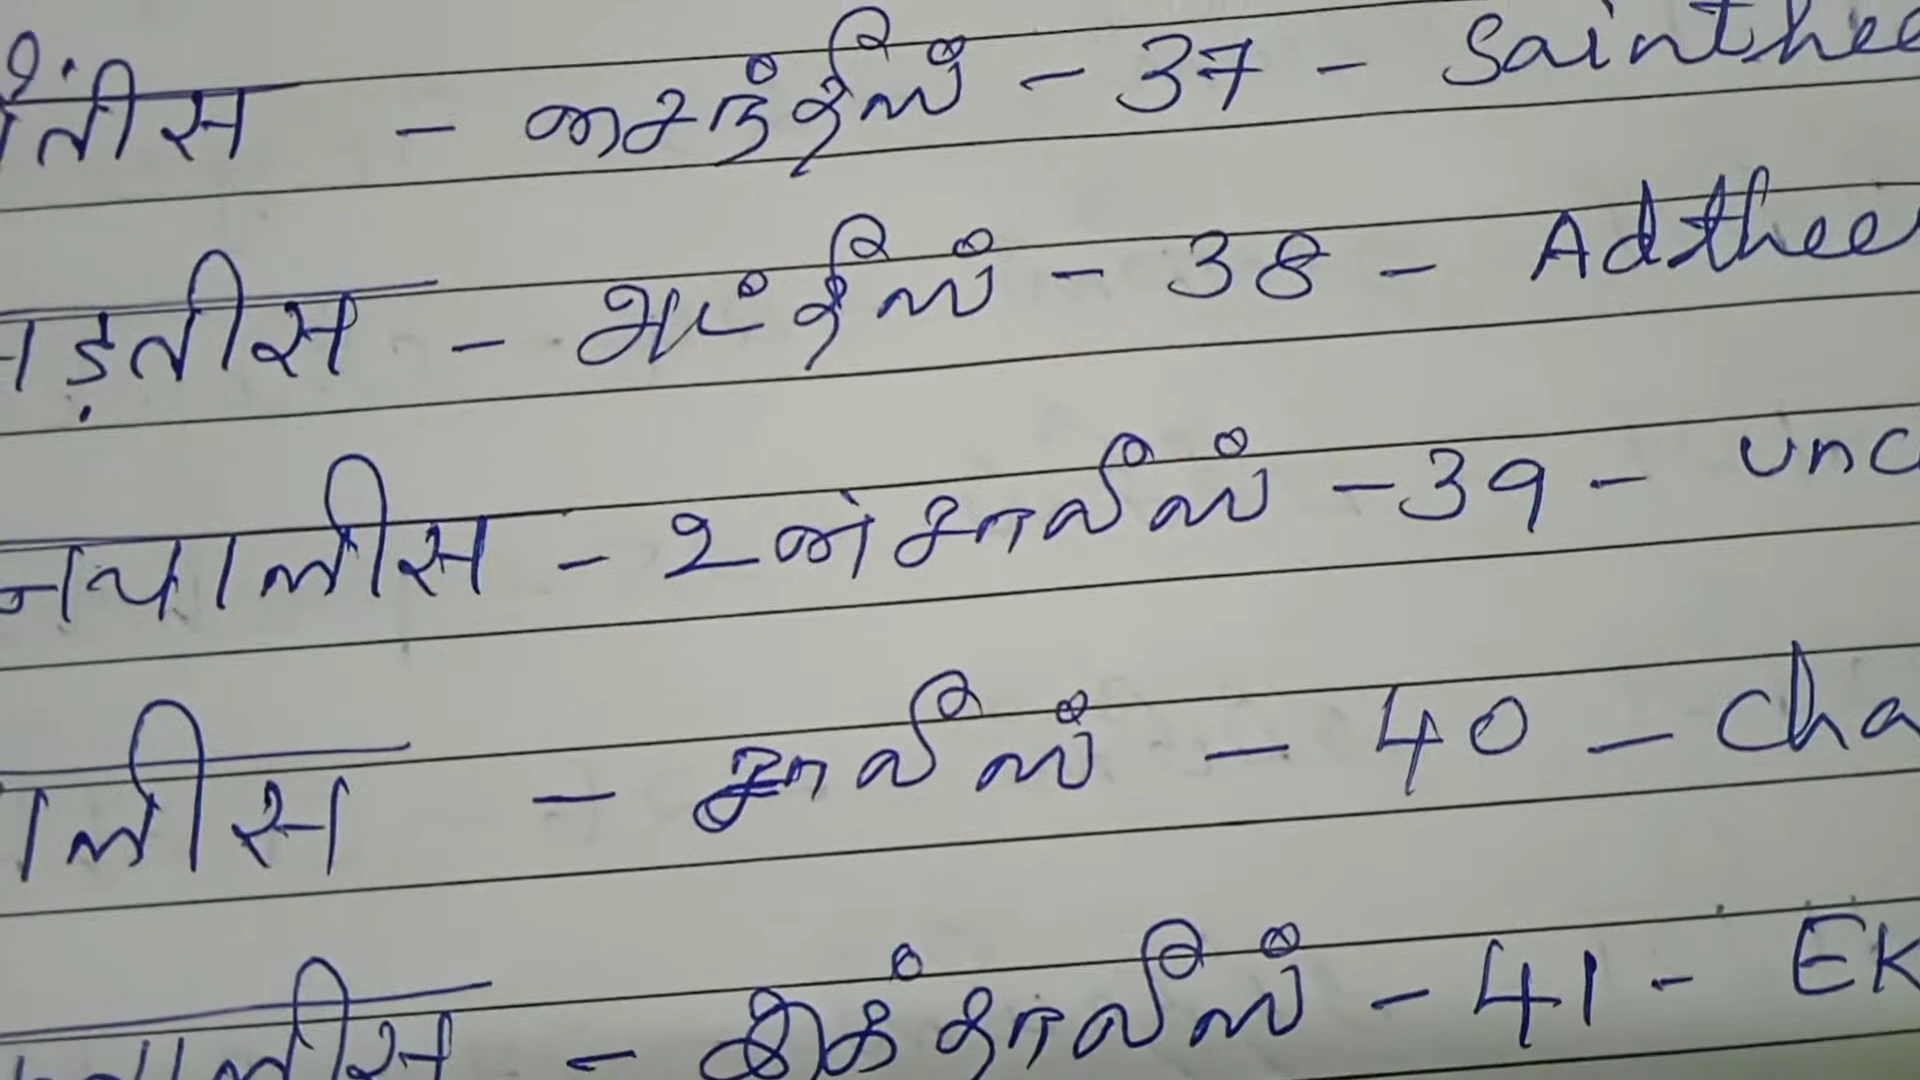 तीस - சைந்தீஸ் - 37 - Sainthee
ड़तीस - அட்தீஸ் - 38 - Adthee
नचालीस - உன்சாலீஸ் - 39 - unc
ालीस - சாலீஸ் - 40 - cha
ालीस - இக்தாலீஸ் - 41 - EK